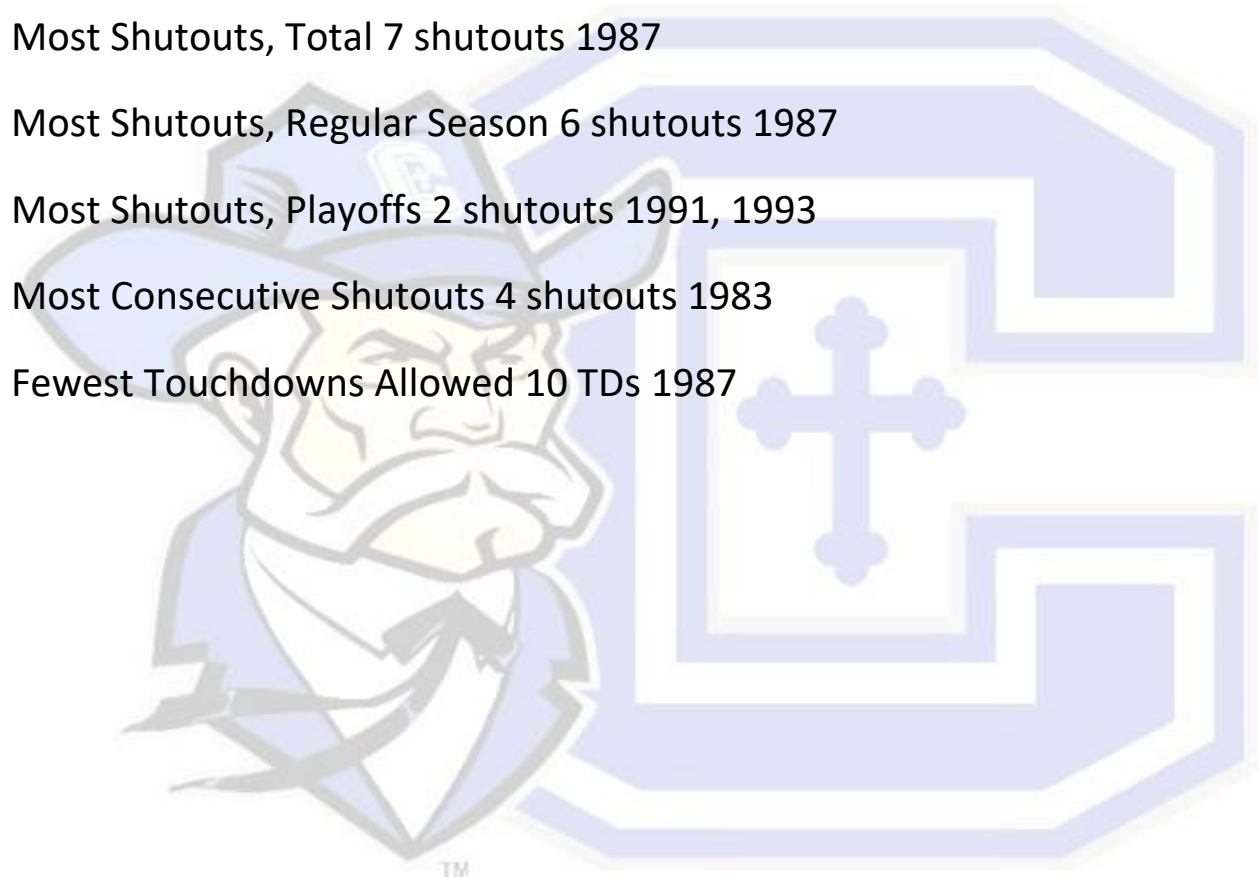 Most Shutouts, Total 7 shutouts 1987
Most Shutouts, Regular Season 6 shutouts 1987
Most Shutouts, Playoffs 2 shutouts 1991, 1993
Most Consecutive Shutouts 4 shutouts 1983
Fewest Touchdowns Allowed 10 TDs 1987
TM